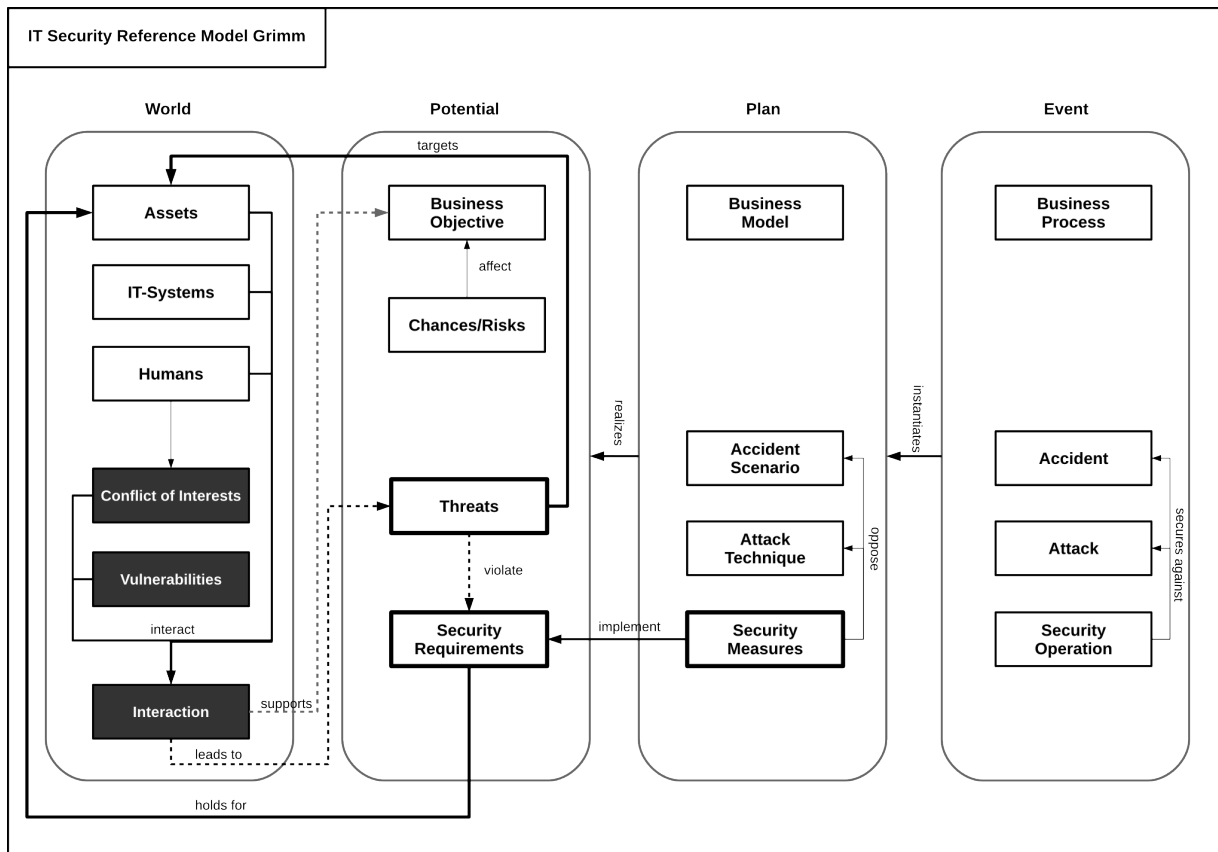 IT Security Reference Model Grimm
World
Potential
Plan
Event
targets
Assets
Business
Objective
Business
Model
Business
Process
affect
IT-Systems
Chances/Risks
Humans
realizes
instantiates
Conflict of Interests
Threats
Accident
Scenario
Accident
Vulnerabilities
violate
Attack
Technique
Attack
oppose
secures against
interact
Security
Requirements
implement
Security
Measures
Security
Operation
Interaction
supports
leads to
holds for